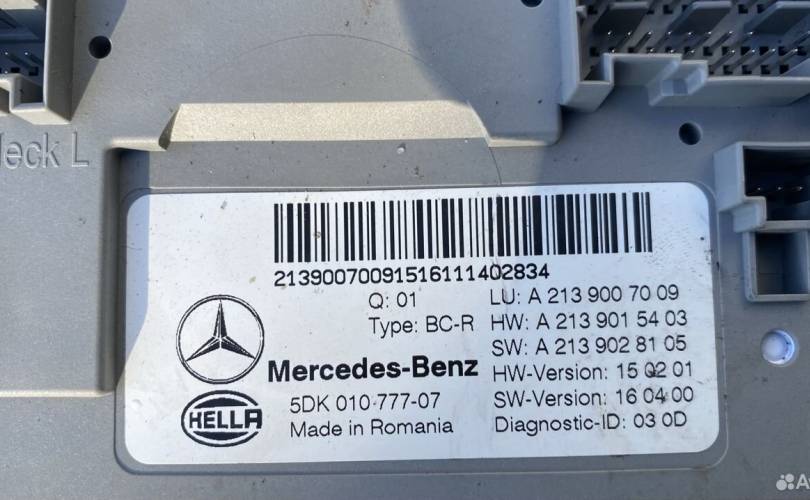 Heck L
2139007009151611140283​4
Q: 01
LU: A 213 900 70 09
Type: BC-R
HW: A 213 901 54 03
SW: A 213 902 81 05
Mercedes-Benz
HW-Version: 15 02 01
HELLA
5DK 010 777-07
SW-Version: 16 04 00
Made in Romania
Diagnostic-ID: 03 0D